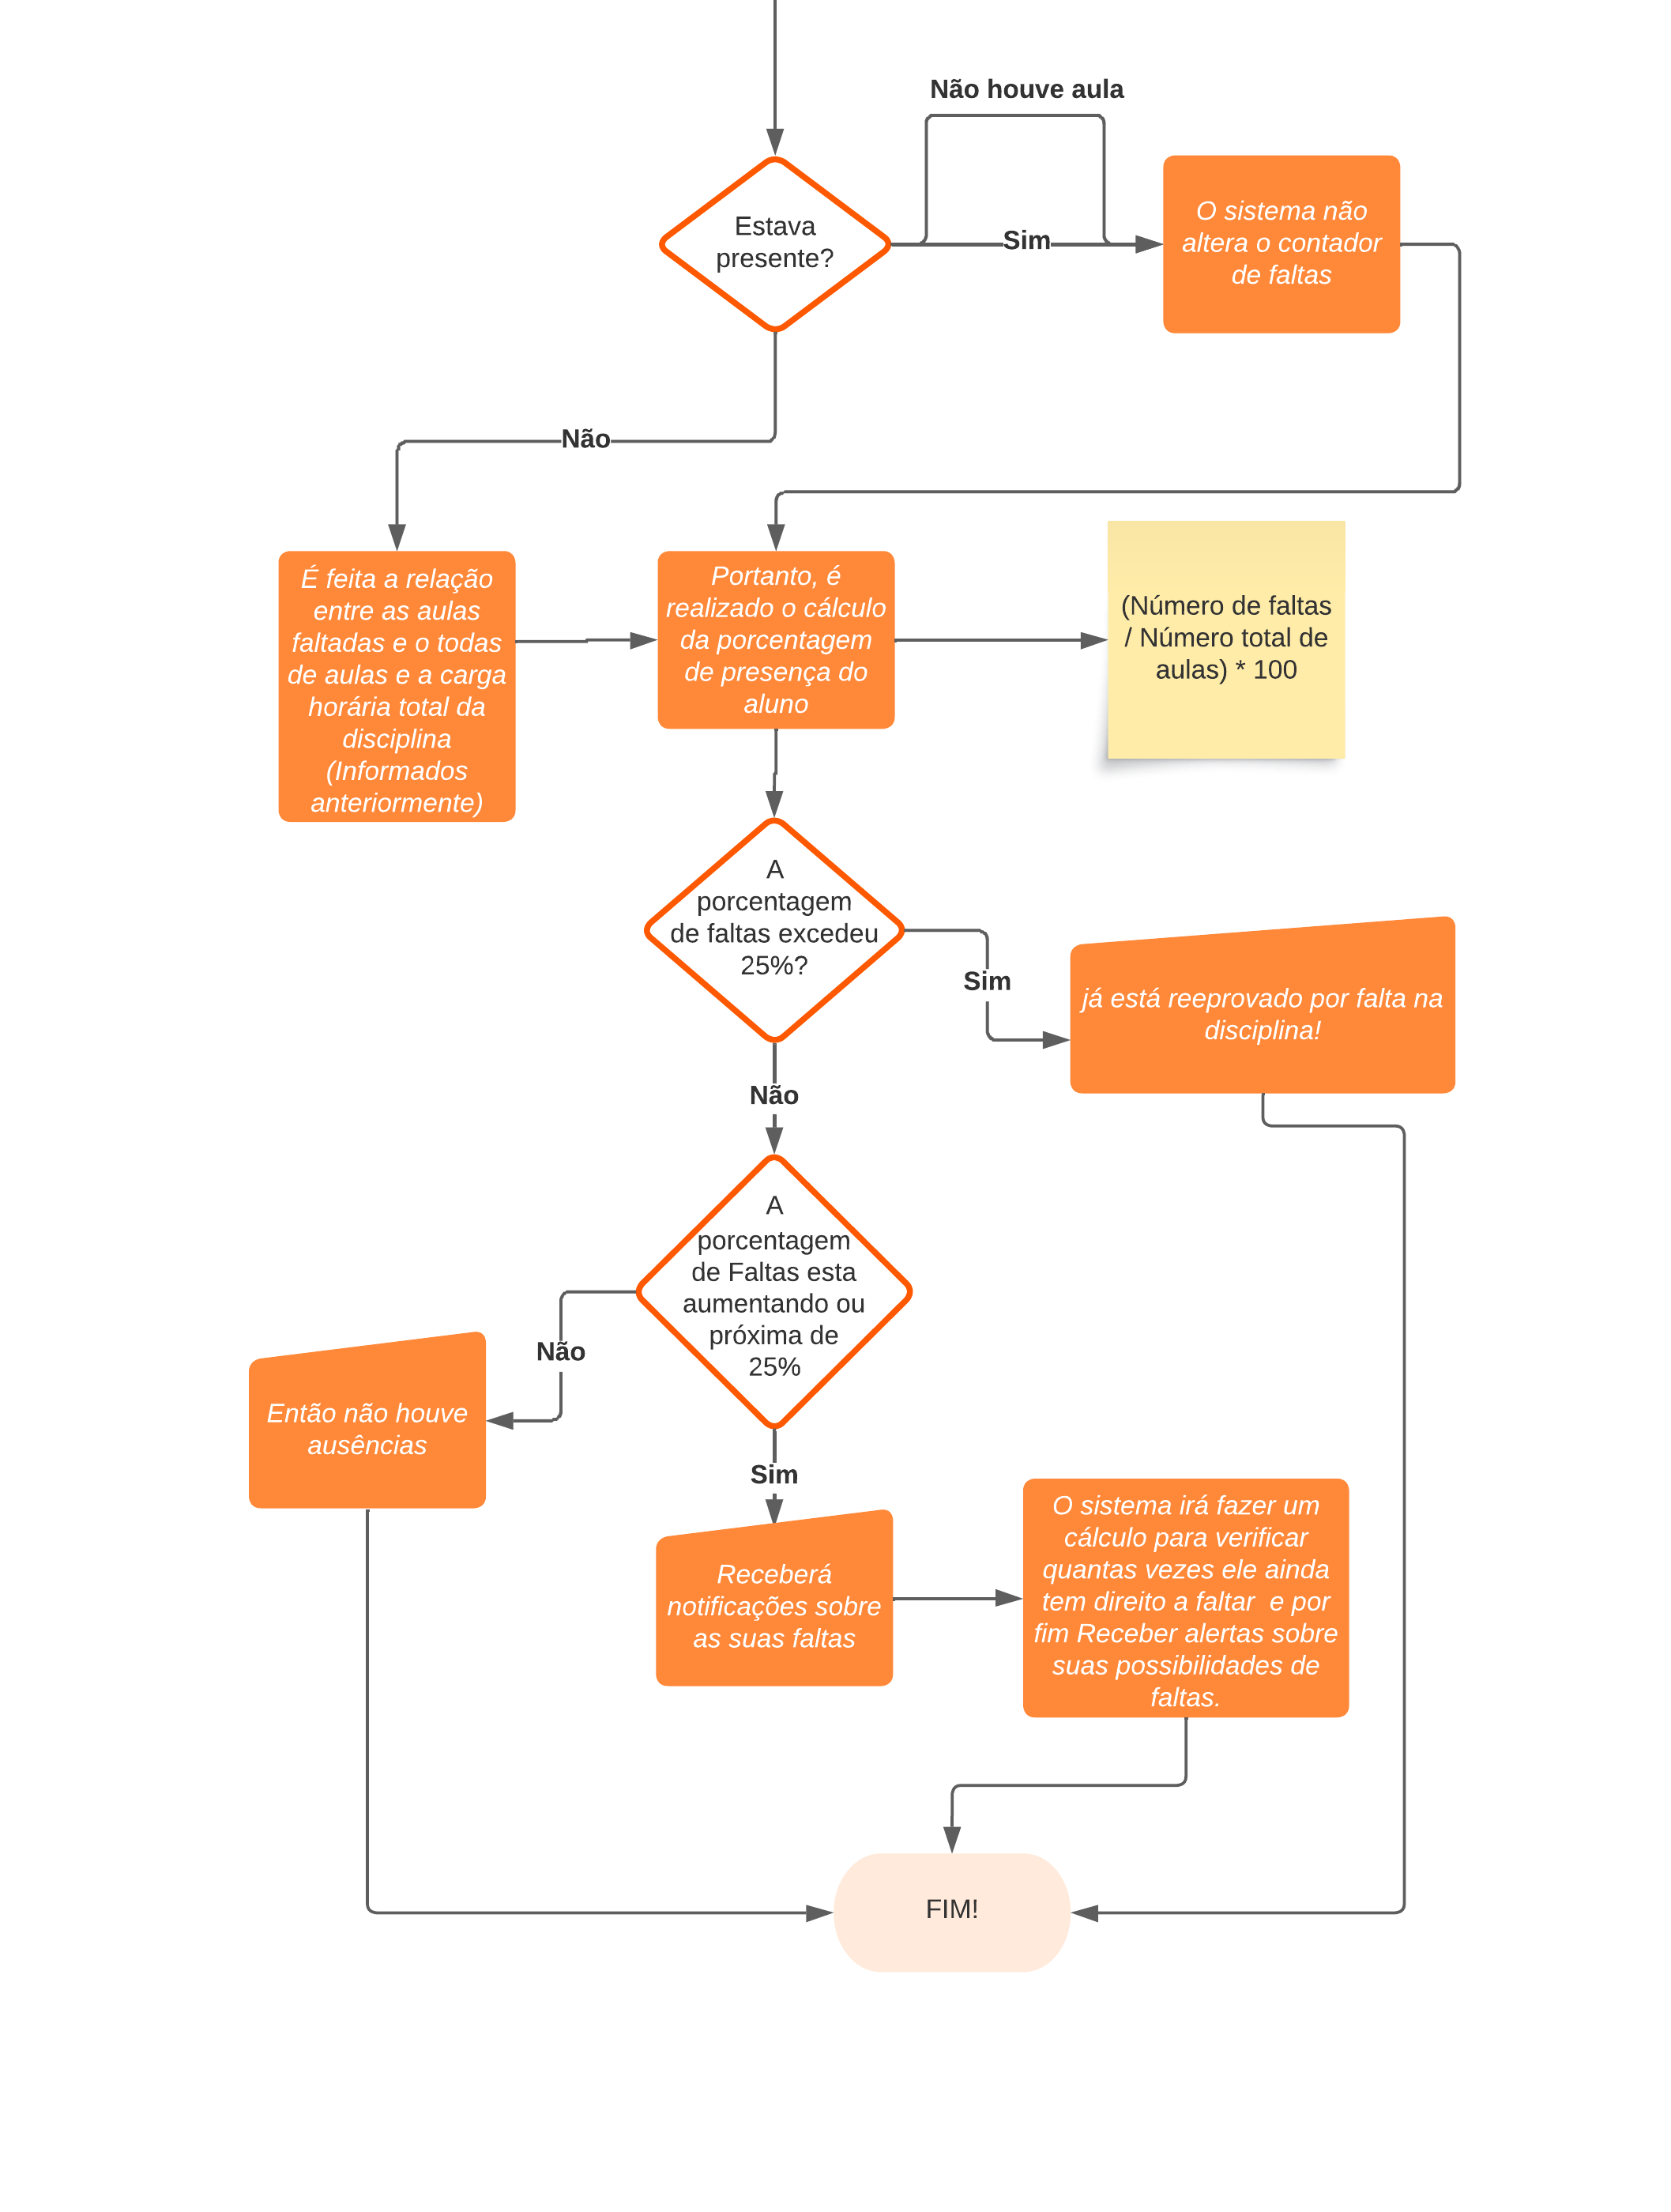 Não houve aula
Estava
presente?
Sim
O sistema não
altera o contador
de faltas
Não
É feita a relação
entre as aulas
faltadas e o todas
de aulas e a carga
horária total da
disciplina
(Informados
anteriormente)
Portanto, é
realizado o cálculo
da porcentagem
de presença do
aluno
(Número de faltas
/ Número total de
aulas) * 100
A
porcentagem
de faltas excedeu
25%?
Sim
já está reeprovado por falta na
disciplina!
Não
A
porcentagem
de Faltas esta
aumentando ou
próxima de
25%
Não
Então não houve
ausências
Sim
Receberá
notificações sobre
as suas faltas
O sistema irá fazer um
cálculo para verificar
quantas vezes ele ainda
tem direito a faltar  e por
fim Receber alertas sobre
suas possibilidades de
faltas.
FIM!